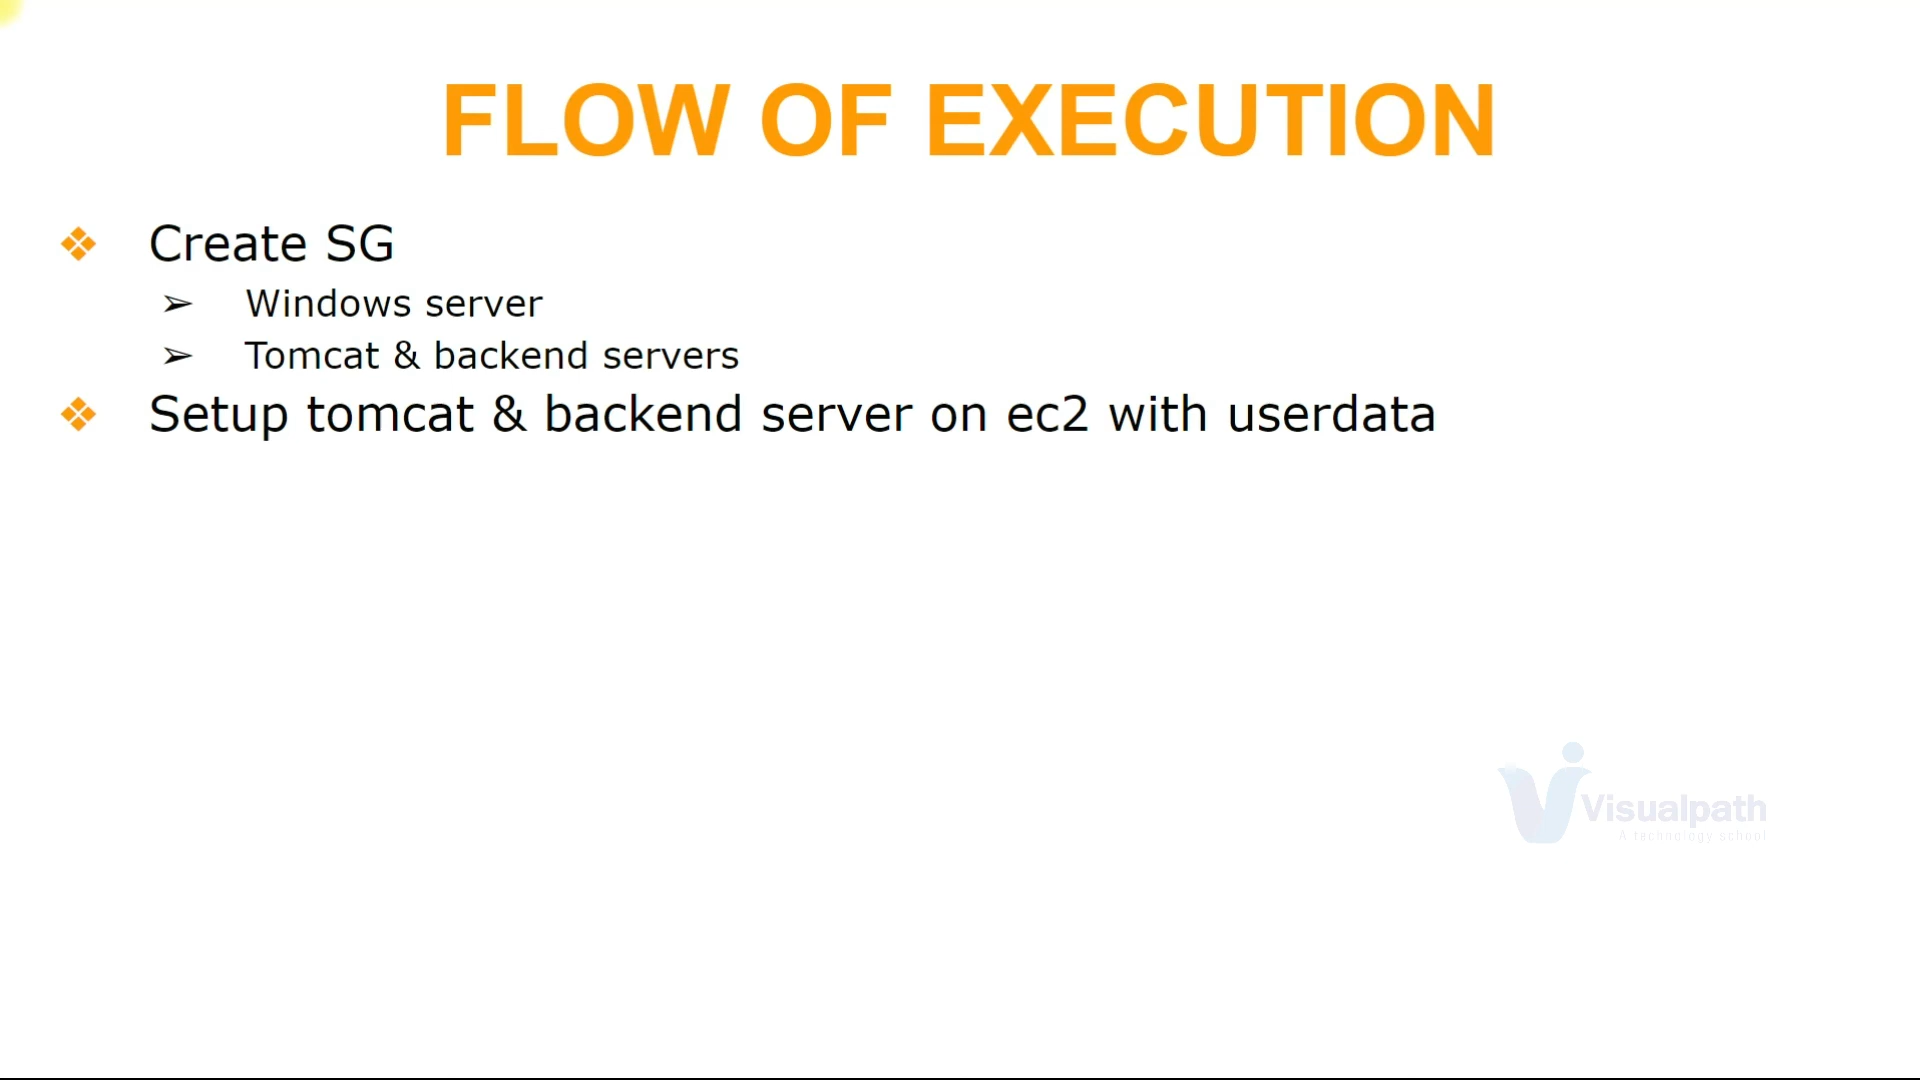 FLOW OF EXECUTION
❖ Create SG
➢ Windows server
➢ Tomcat & backend servers
❖ Setup tomcat & backend server on ec2 with userdata
Visualpath
A technology school